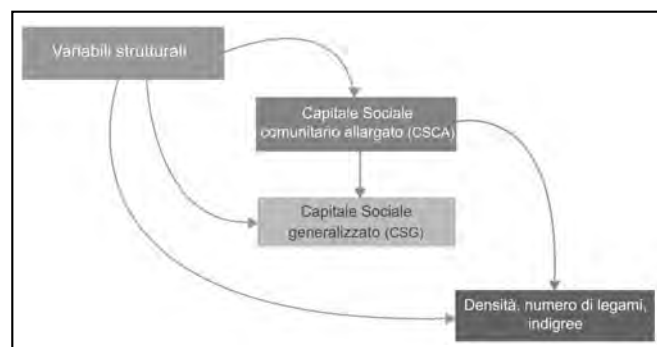 Variabili strutturali
Capitale Sociale
comunitario allargato (CSCA)
Capitale Sociale
generalizzato (CSG)
Densità, numero di legami,
indigree